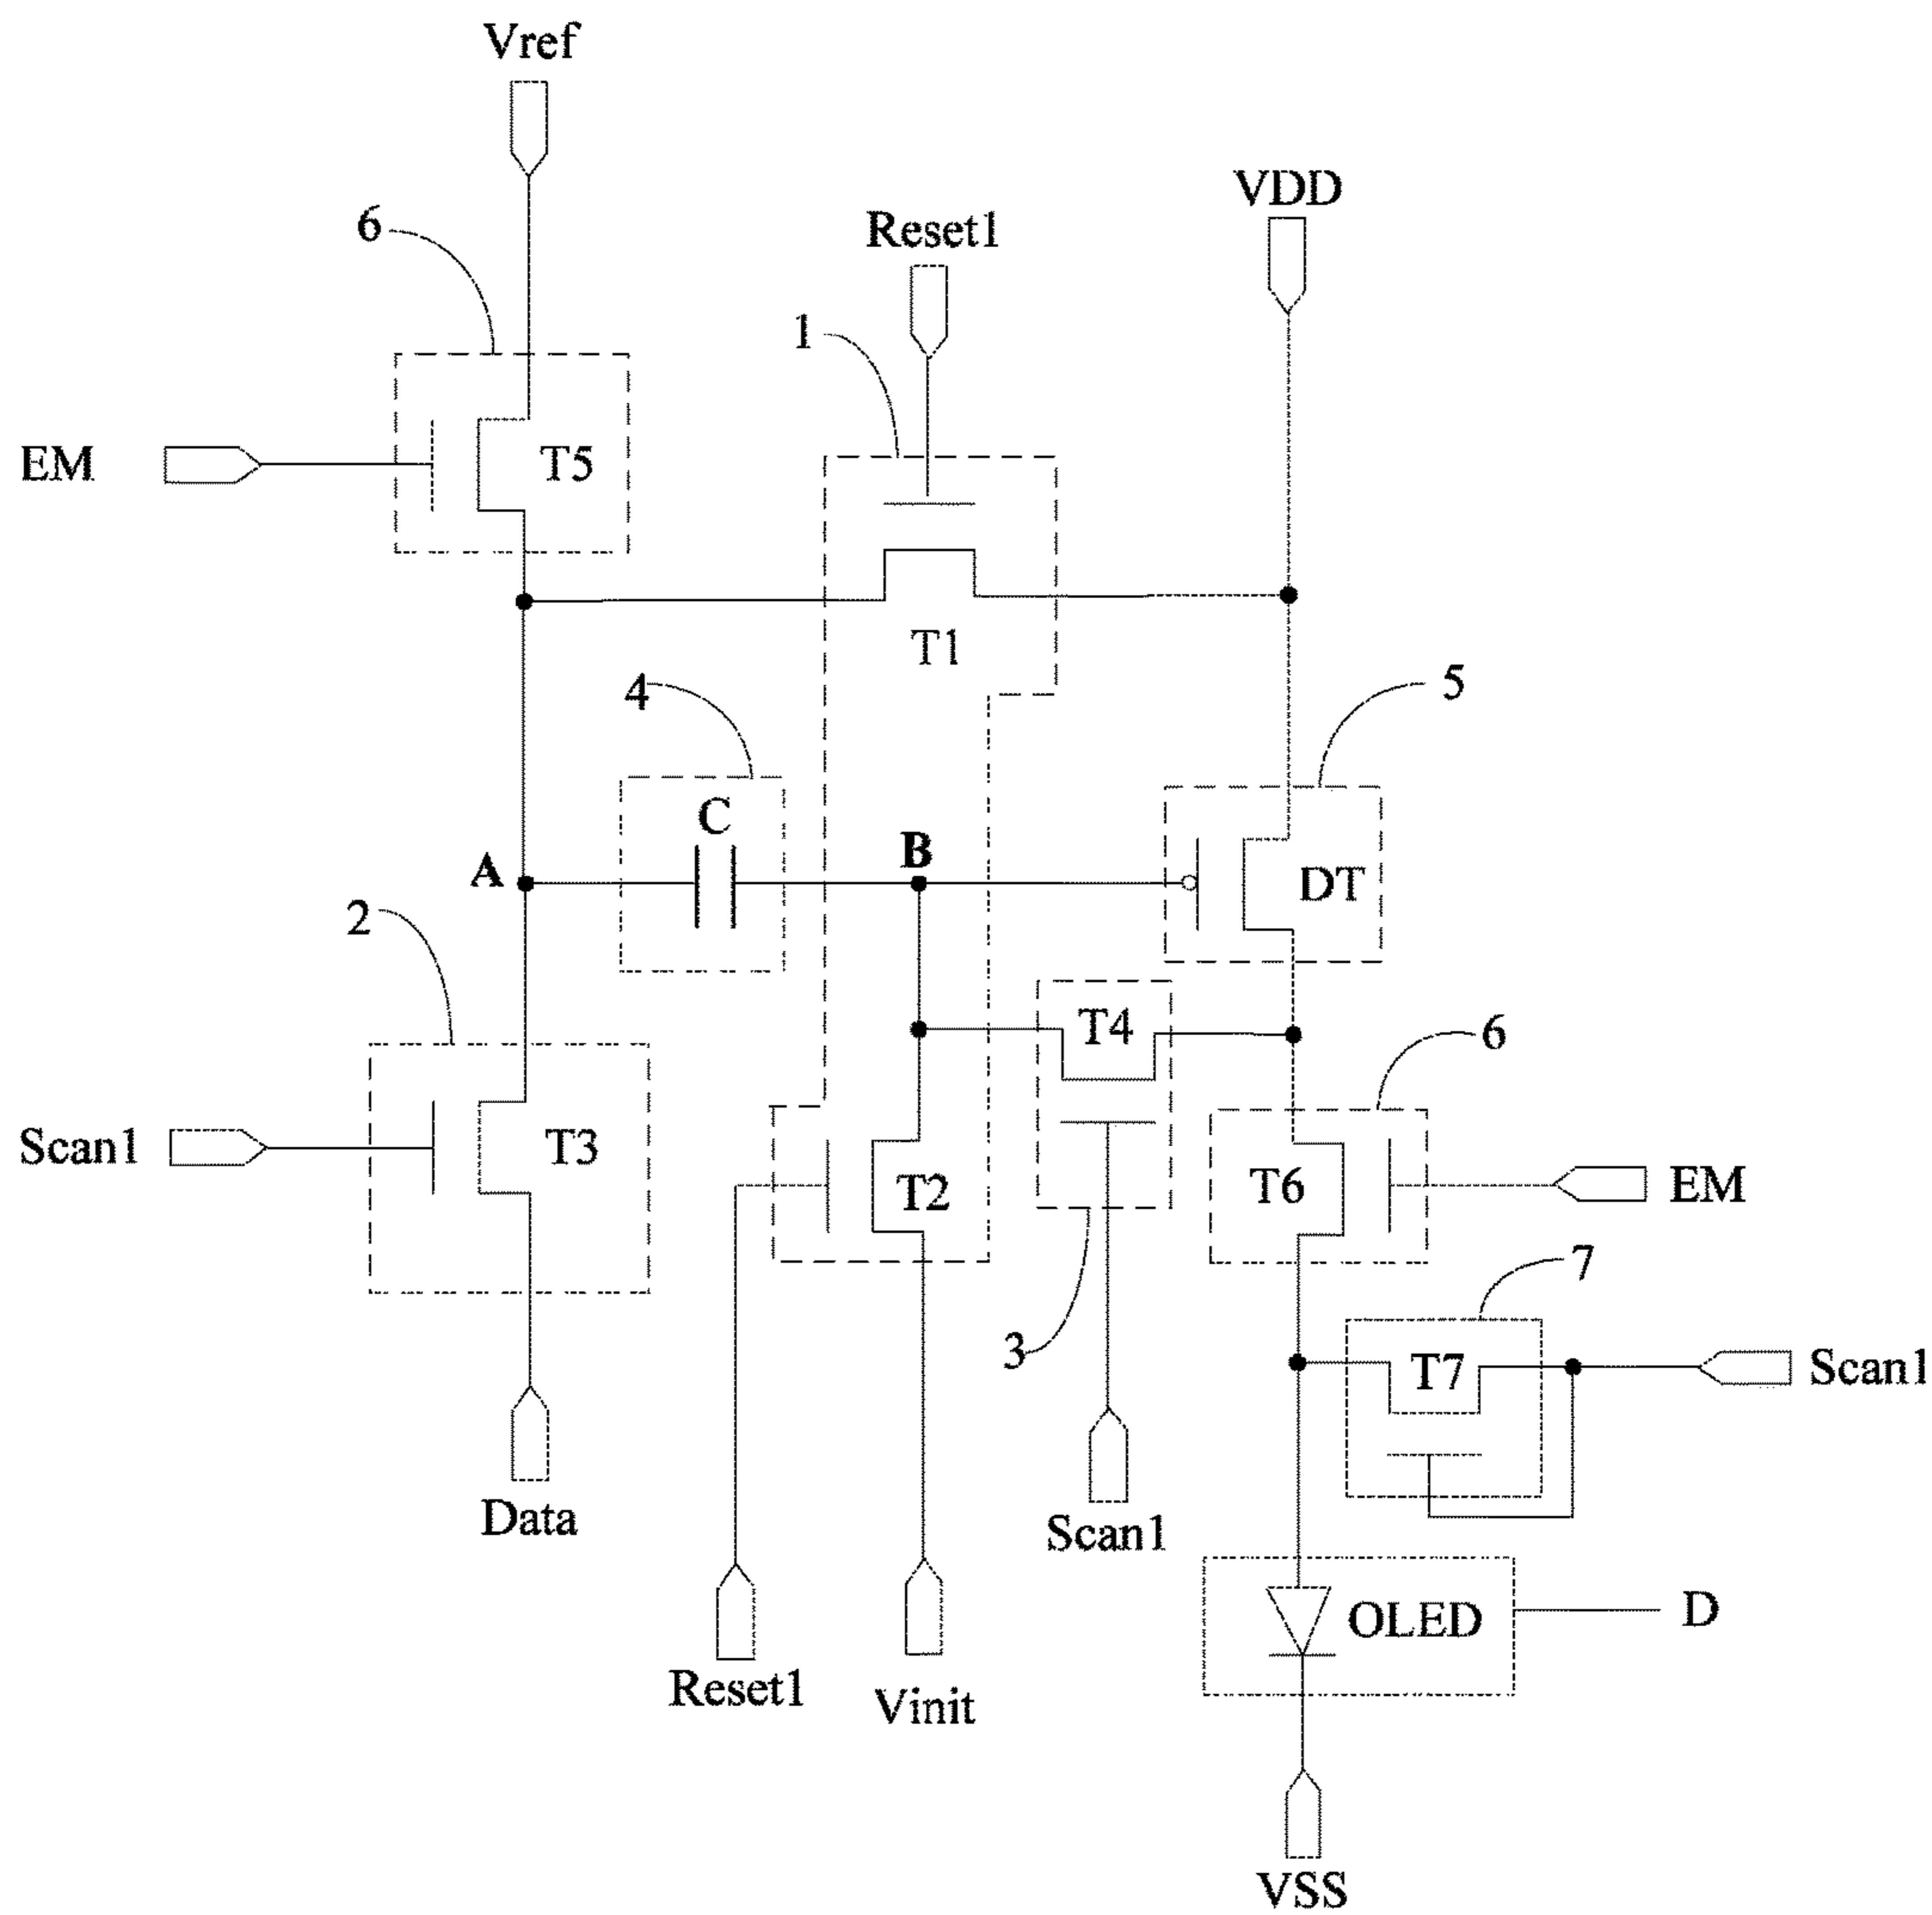 Vref
VDD
6
Reset1
1
EM
T5
T1
4
5
C
A
B
DT
2
T4
6
Scan1
T3
T2
T6
EM
7
3
T7
Scan1
Data
Scan1
OLED
D
Reset1
Vinit
VSS